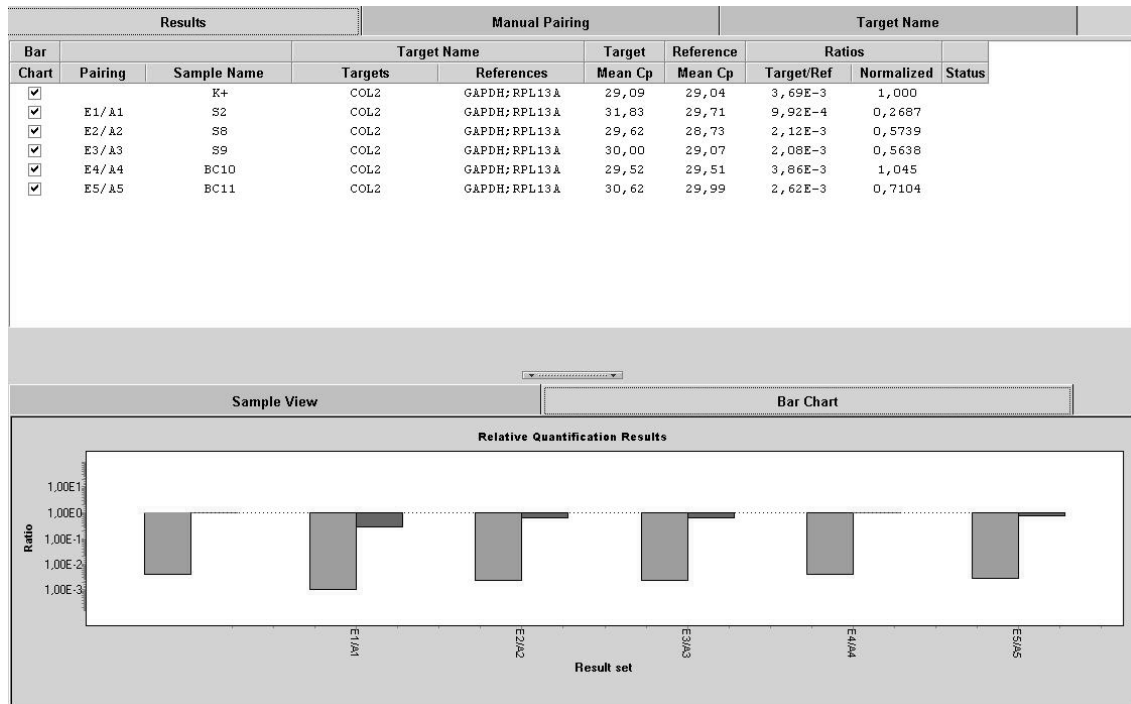 Results Manual Pairing Target Name
Bar Target Name Target Reference Ratios
Chart Pairing Sample Name Targets References Mean Cp Mean Cp Target/Ref Normalized Status
K+ COL2 GAPDH;RPL13A 29,09 29,04 3,69E-3 1,000
E1/A1 S2 COL2 GAPDH;RPL13A 31,83 29,71 9,92E-4 0,2687
E2/A2 S8 COL2 GAPDH;RPL13A 29,62 28,73 2,12E-3 0,5739
E3/A3 S9 COL2 GAPDH;RPL13A 30,00 29,07 2,08E-3 0,5638
E4/A4 BC10 COL2 GAPDH;RPL13A 29,52 29,51 3,86E-3 1,045
E5/A5 BC11 COL2 GAPDH;RPL13A 30,62 29,99 2,62E-3 0,7104
Sample View Bar Chart
Relative Quantification Results
Ratio
1,00E1
1,00E0
1,00E-1
1,00E-2
1,00E-3
E1/A1 E2/A2 E3/A3 E4/A4 E5/A5
Result set